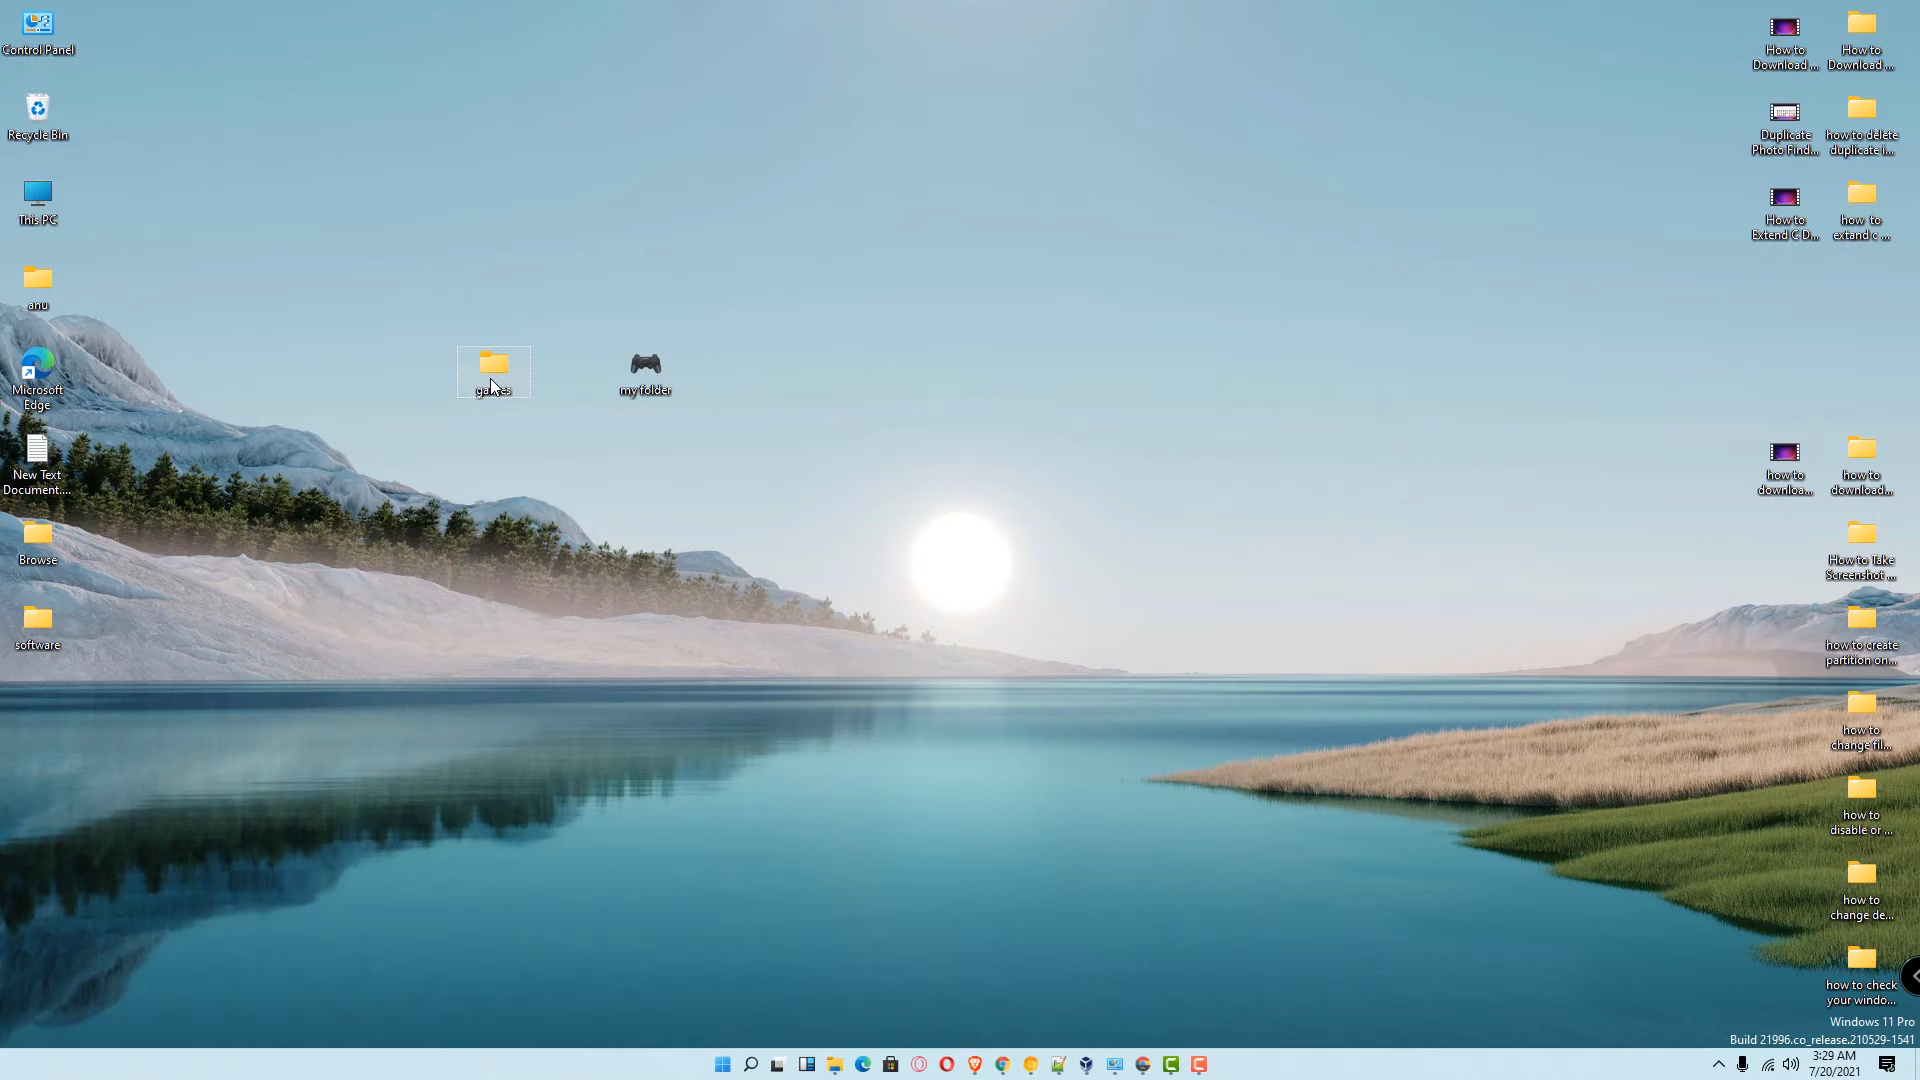 Control Panel
Recycle Bin
This PC
anu
Microsoft
Edge
New Text
Document....
Browse
software
my folder
How to
Download ...
How to
Download ...
Duplicate
Photo Find...
how to delete
duplicate i...
How to
Extend C D...
how to
extand c ...
how to
downloa...
how to
download...
How to Take
Screenshot ...
how to create
partition on...
how to
change fil...
how to
disable or ...
how to
change de...
how to check
your windo...
Windows 11 Pro
Build 21996.co_release.210529-1541
3:29 AM
7/20/2021